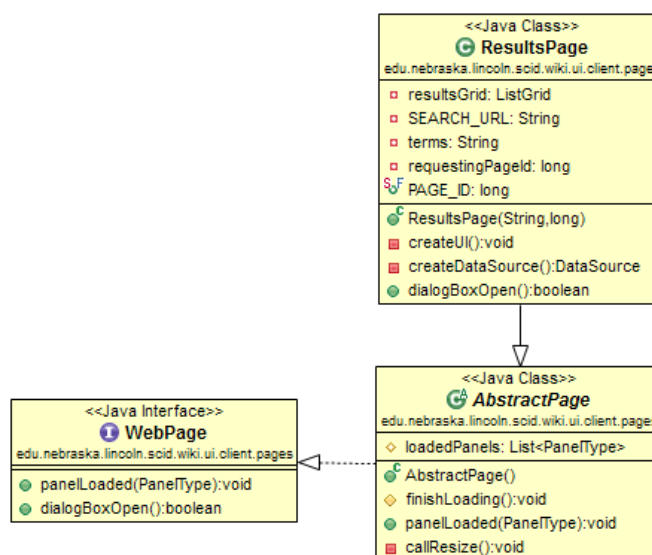 <<Java Class>>
C ResultsPage
edu.nebraska.lincoln.scid.wiki.ui.client.page
resultsGrid: ListGrid
SEARCH_URL: String
terms: String
requestingPageId: long
S F PAGE_ID: long
C ResultsPage(String,long)
createUI():void
createDataSource():DataSource
dialogBoxOpen():boolean
<<Java Class>>
C A AbstractPage
edu.nebraska.lincoln.scid.wiki.ui.client.pages
loadedPanels: List<PanelType>
C AbstractPage()
finishLoading():void
panelLoaded(PanelType):void
callResize():void
<<Java Interface>>
I WebPage
edu.nebraska.lincoln.scid.wiki.ui.client.pages
panelLoaded(PanelType):void
dialogBoxOpen():boolean